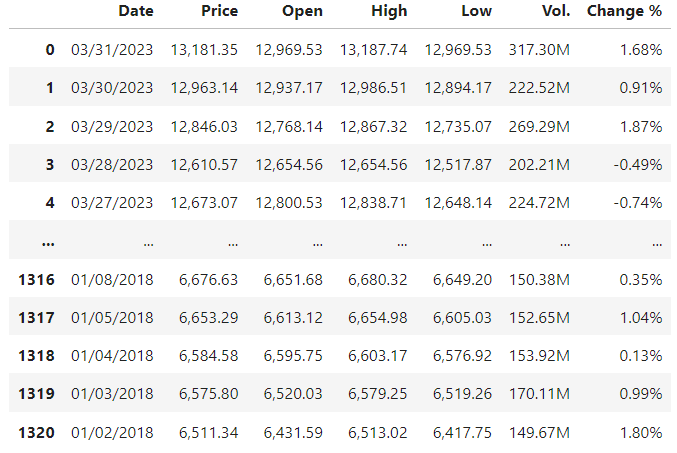 Date Price Open High Low Vol. Change %
0 03/31/2023 13,181.35 12,969.53 13,187.74 12,969.53 317.30M 1.68%
1 03/30/2023 12,963.14 12,937.17 12,986.51 12,894.17 222.52M 0.91%
2 03/29/2023 12,846.03 12,768.14 12,867.32 12,735.07 269.29M 1.87%
3 03/28/2023 12,610.57 12,654.56 12,654.56 12,517.87 202.21M -0.49%
4 03/27/2023 12,673.07 12,800.53 12,838.71 12,648.14 224.72M -0.74%
... ... ... ... ... ... ... ...
1316 01/08/2018 6,676.63 6,651.68 6,680.32 6,649.20 150.38M 0.35%
1317 01/05/2018 6,653.29 6,613.12 6,654.98 6,605.03 152.65M 1.04%
1318 01/04/2018 6,584.58 6,595.75 6,603.17 6,576.92 153.92M 0.13%
1319 01/03/2018 6,575.80 6,520.03 6,579.25 6,519.26 170.11M 0.99%
1320 01/02/2018 6,511.34 6,431.59 6,513.02 6,417.75 149.67M 1.80%